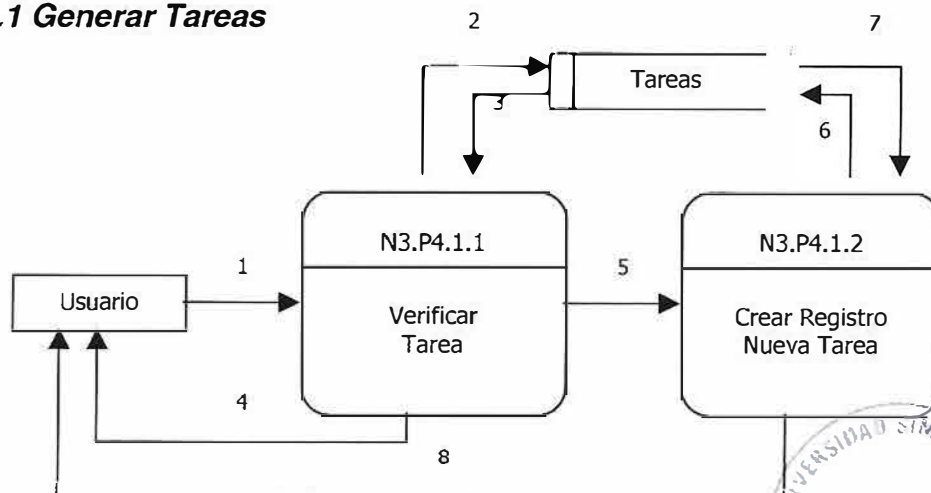 .1 Generar Tareas
2
7
Tareas
3
6
N3.P4.1.1
N3.P4.1.2
1
5
Usuario
Verificar
Tarea
Crear Registro
Nueva Tarea
4
8